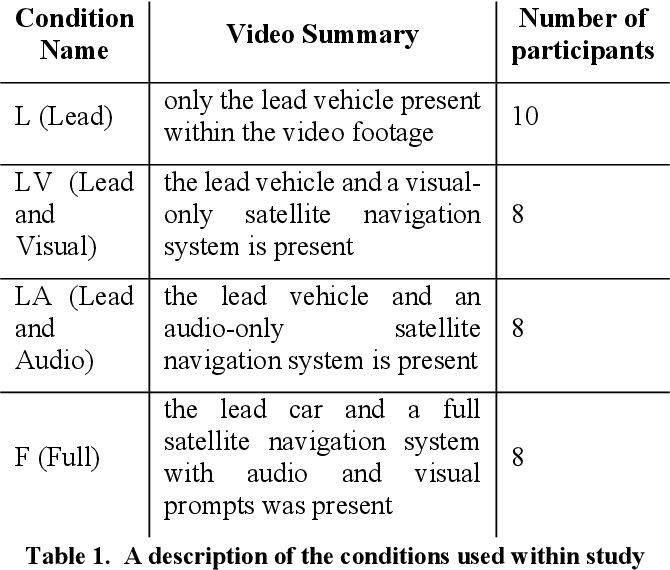 Condition Name
Video Summary
Number of participants
L (Lead)
only the lead vehicle present
within the video footage
10
LV (Lead
and
Visual)
the lead vehicle and a visual-
only satellite navigation
system is present
8
LA (Lead
and
Audio)
the lead vehicle and an
audio-only satellite
navigation system is present
8
F (Full)
the lead car and a full
satellite navigation system
with audio and visual
prompts was present
8
Table 1. A description of the conditions used within study